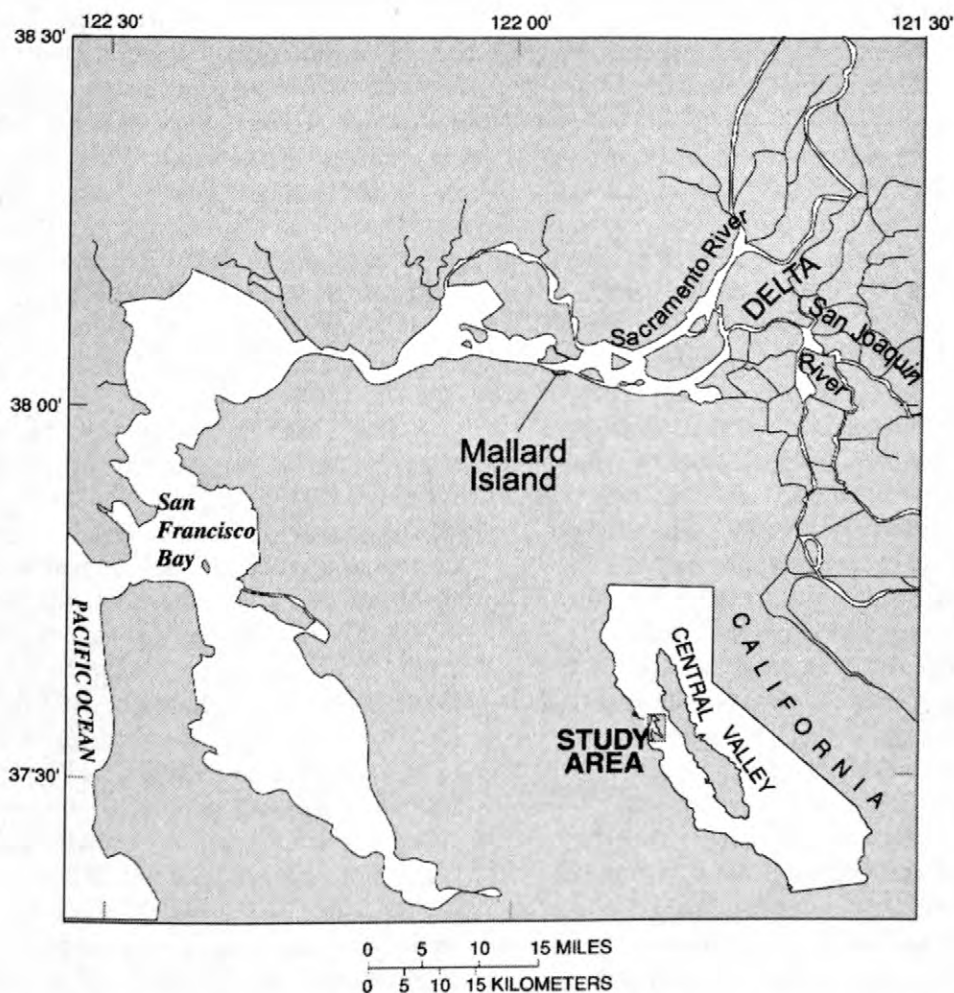 122 30'
122 00'
121 30'
38 30'
Sacramento River
DELTA
San Joaquin
River
38 00'
Mallard
Island
San
Francisco
Bay
PACIFIC OCEAN
CALIFORNIA
CENTRAL VALLEY
STUDY
AREA
37 30'
0 5 10 15 MILES
0 5 10 15 KILOMETERS